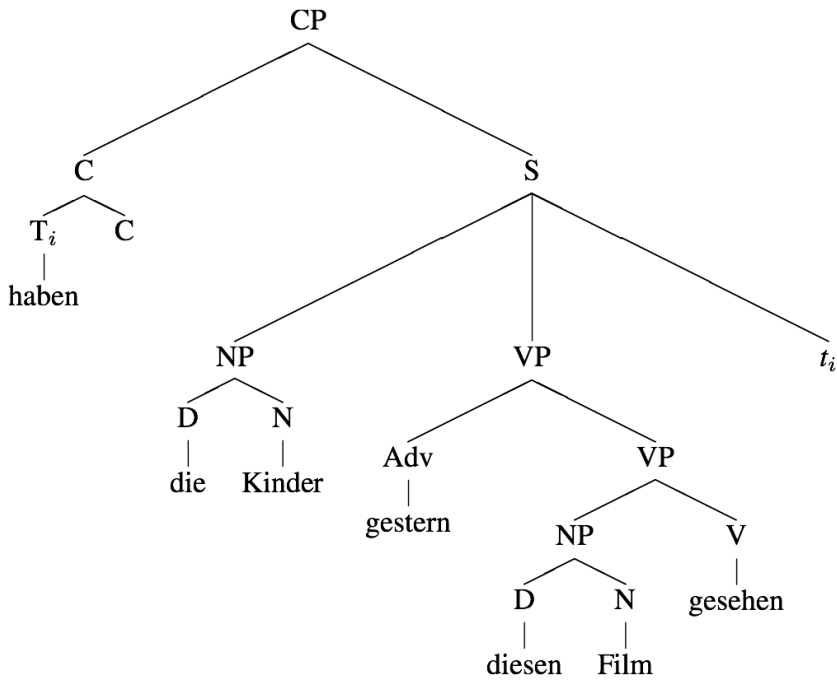 CP
C S
T_i C
haben
NP VP t_i
D N
die Kinder
Adv VP
gestern
NP V
D N gesehen
diesen Film